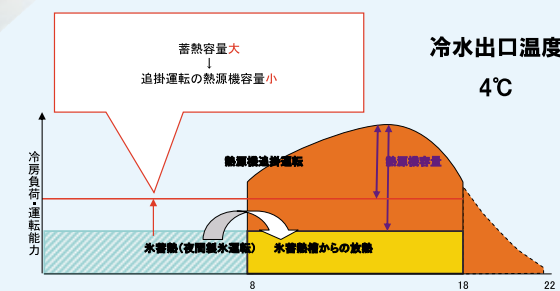 蓄熱容量大
↓
追掛運転の熱源機容量小
冷水出口温度
4℃
冷房負荷・運転能力
熱源機追掛運転
熱源機容量
氷蓄熱(夜間製氷運転)
氷蓄熱槽からの放熱
8
18
22